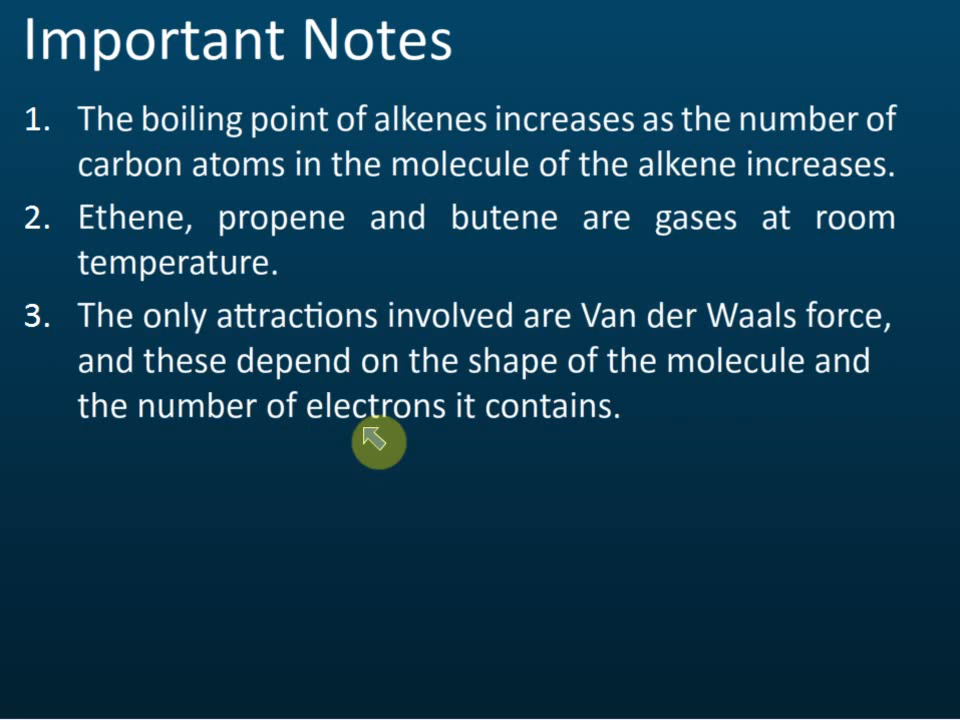 Important Notes
1. The boiling point of alkenes increases as the number of
carbon atoms in the molecule of the alkene increases.
2. Ethene, propene and butene are gases at room
temperature.
3. The only attractions involved are Van der Waals force,
and these depend on the shape of the molecule and
the number of electrons it contains.